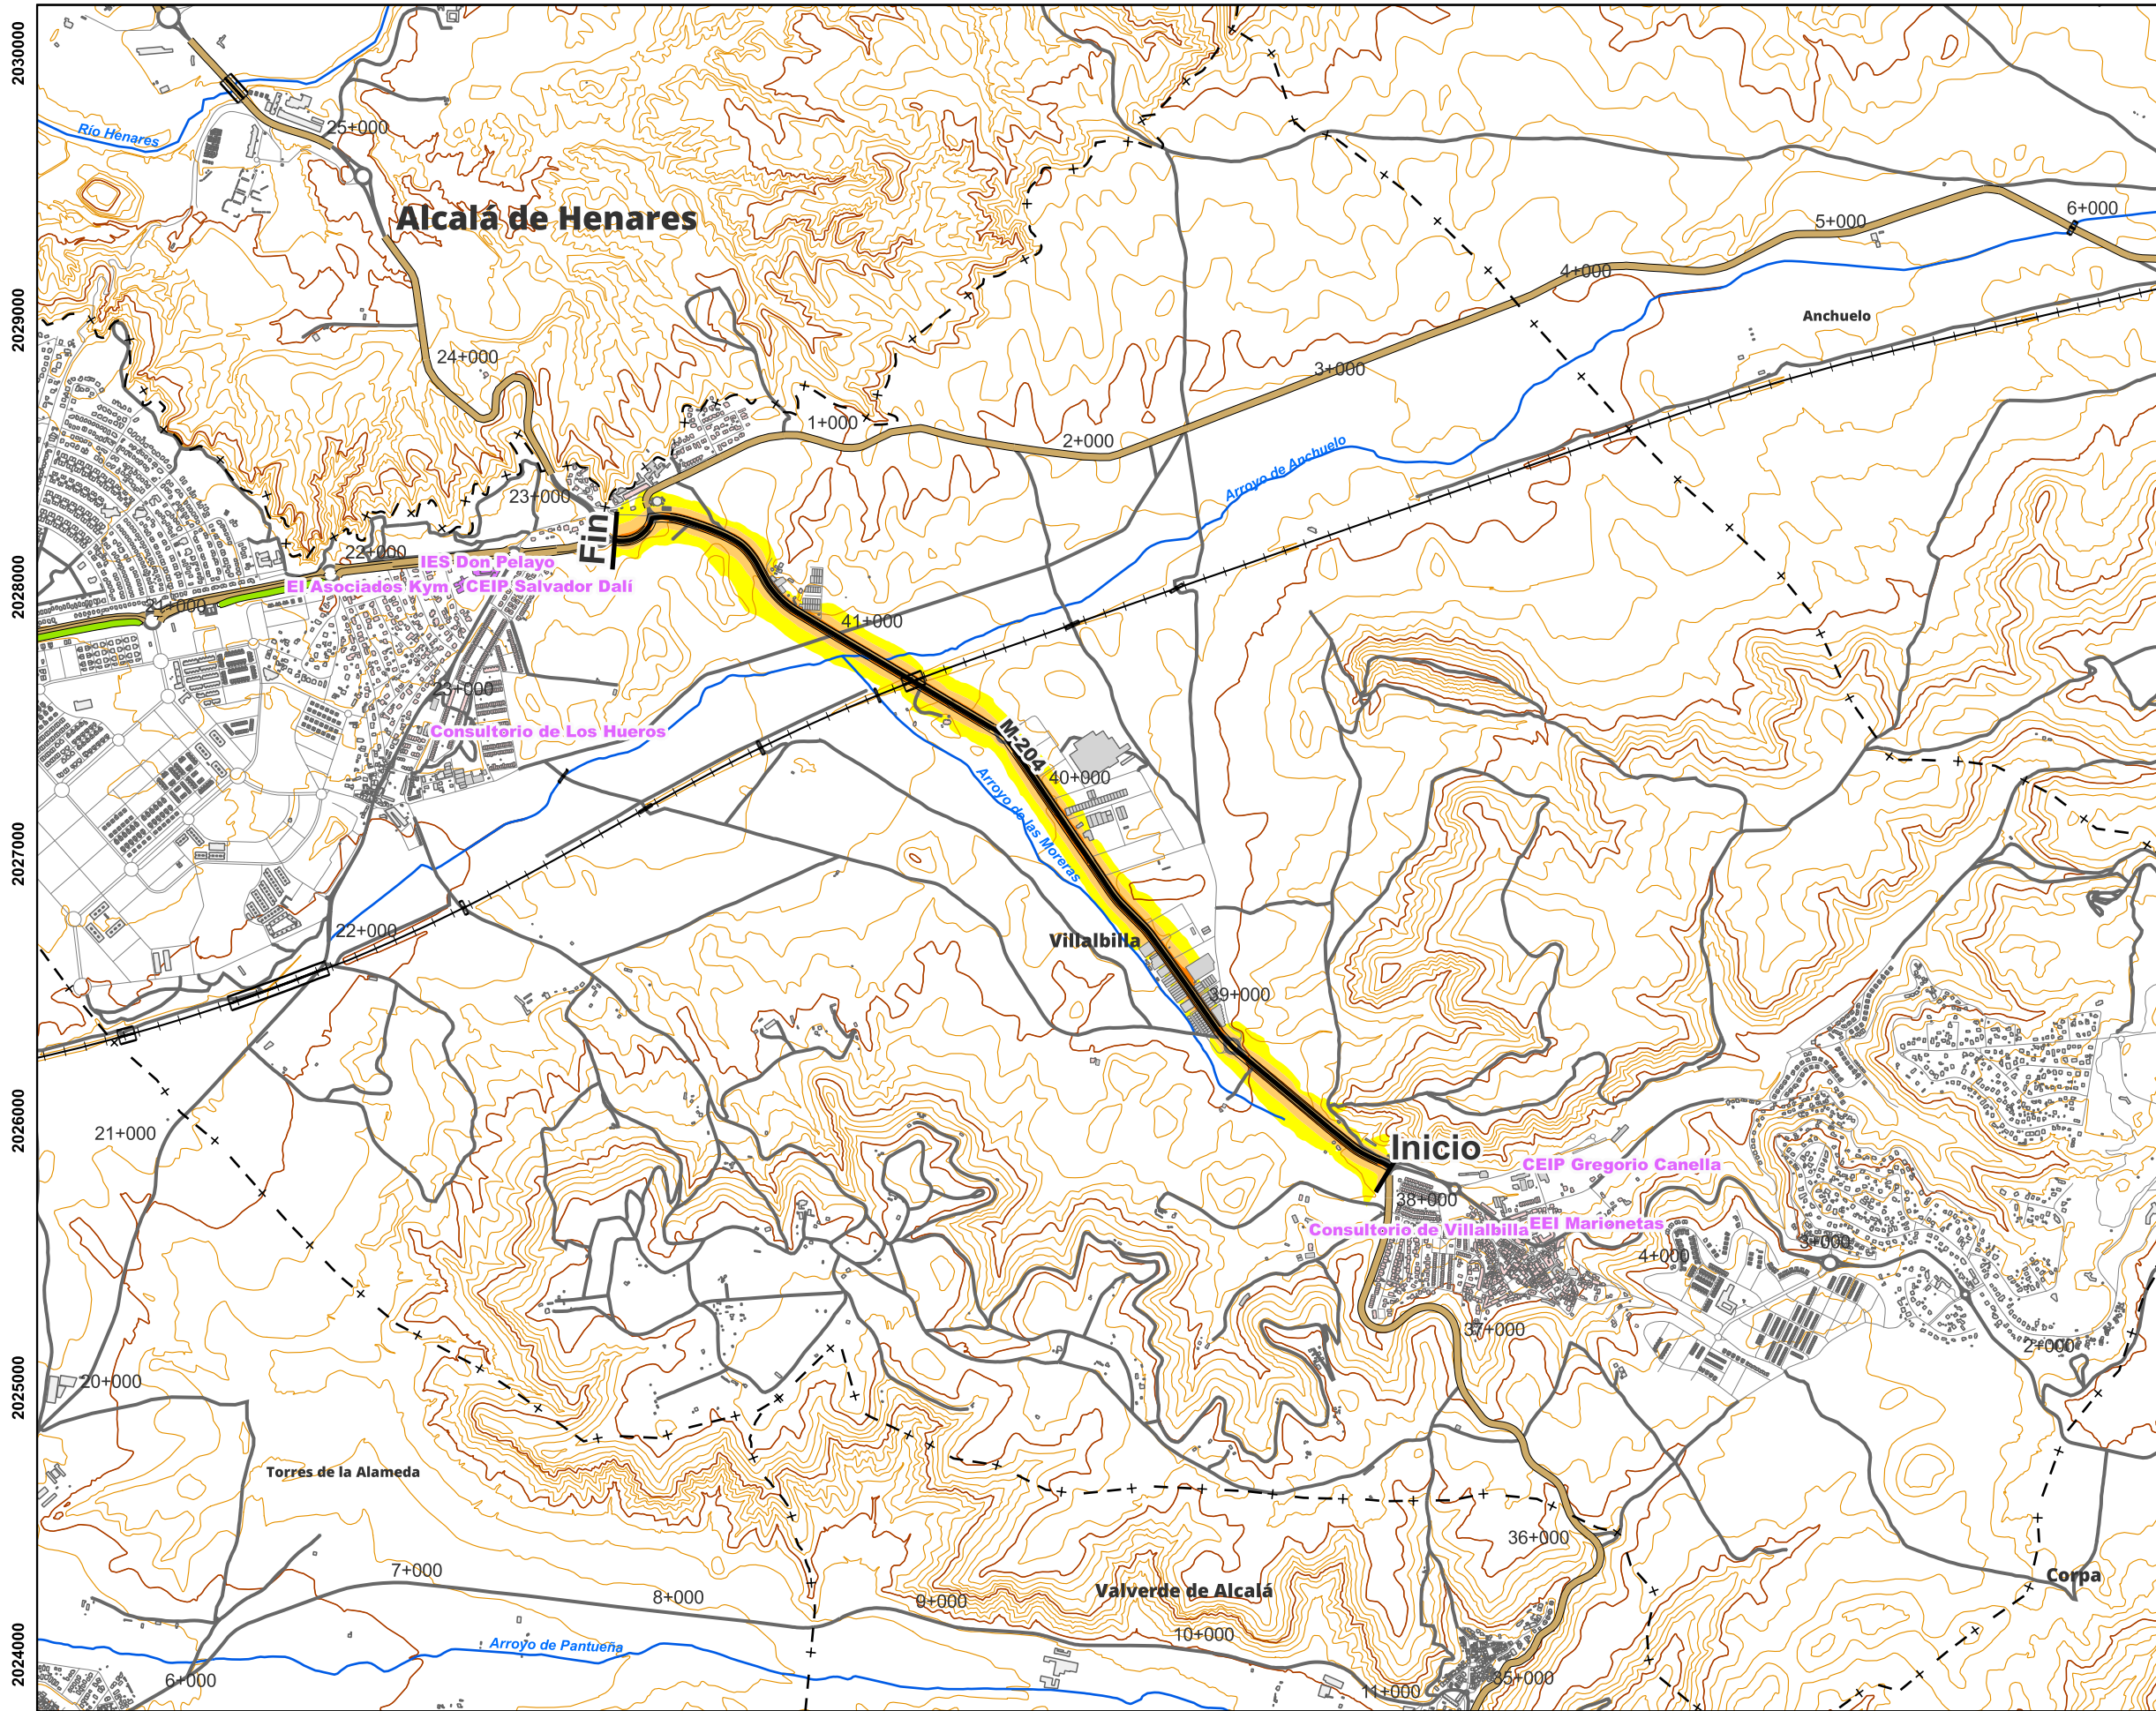 2030000
Río Henares
25+000
Alcalá de Henares
6+000
5+000
4+000
2029000
Anchuelo
24+000
3+000
1+000
2+000
Arroyo de Anchuelo
23+000
Fin
22+000
IES Don Pelayo
2028000
EI Asociados Kym
CEIP Salvador Dalí
21+000
41+000
23+000
Consultorio de Los Hueros
M-204
40+000
Arroyo de las Moreras
2027000
22+000
Villalbilla
39+000
2026000
21+000
Inicio
CEIP Gregorio Canella
38+000
Consultorio de Villalbilla
EEI Marionetas
4+000
3+000
37+000
2+000
2025000
20+000
Torres de la Alameda
36+000
7+000
8+000
9+000
Valverde de Alcalá
Corpa
10+000
2024000
Arroyo de Pantueña
6+000
11+000
35+000